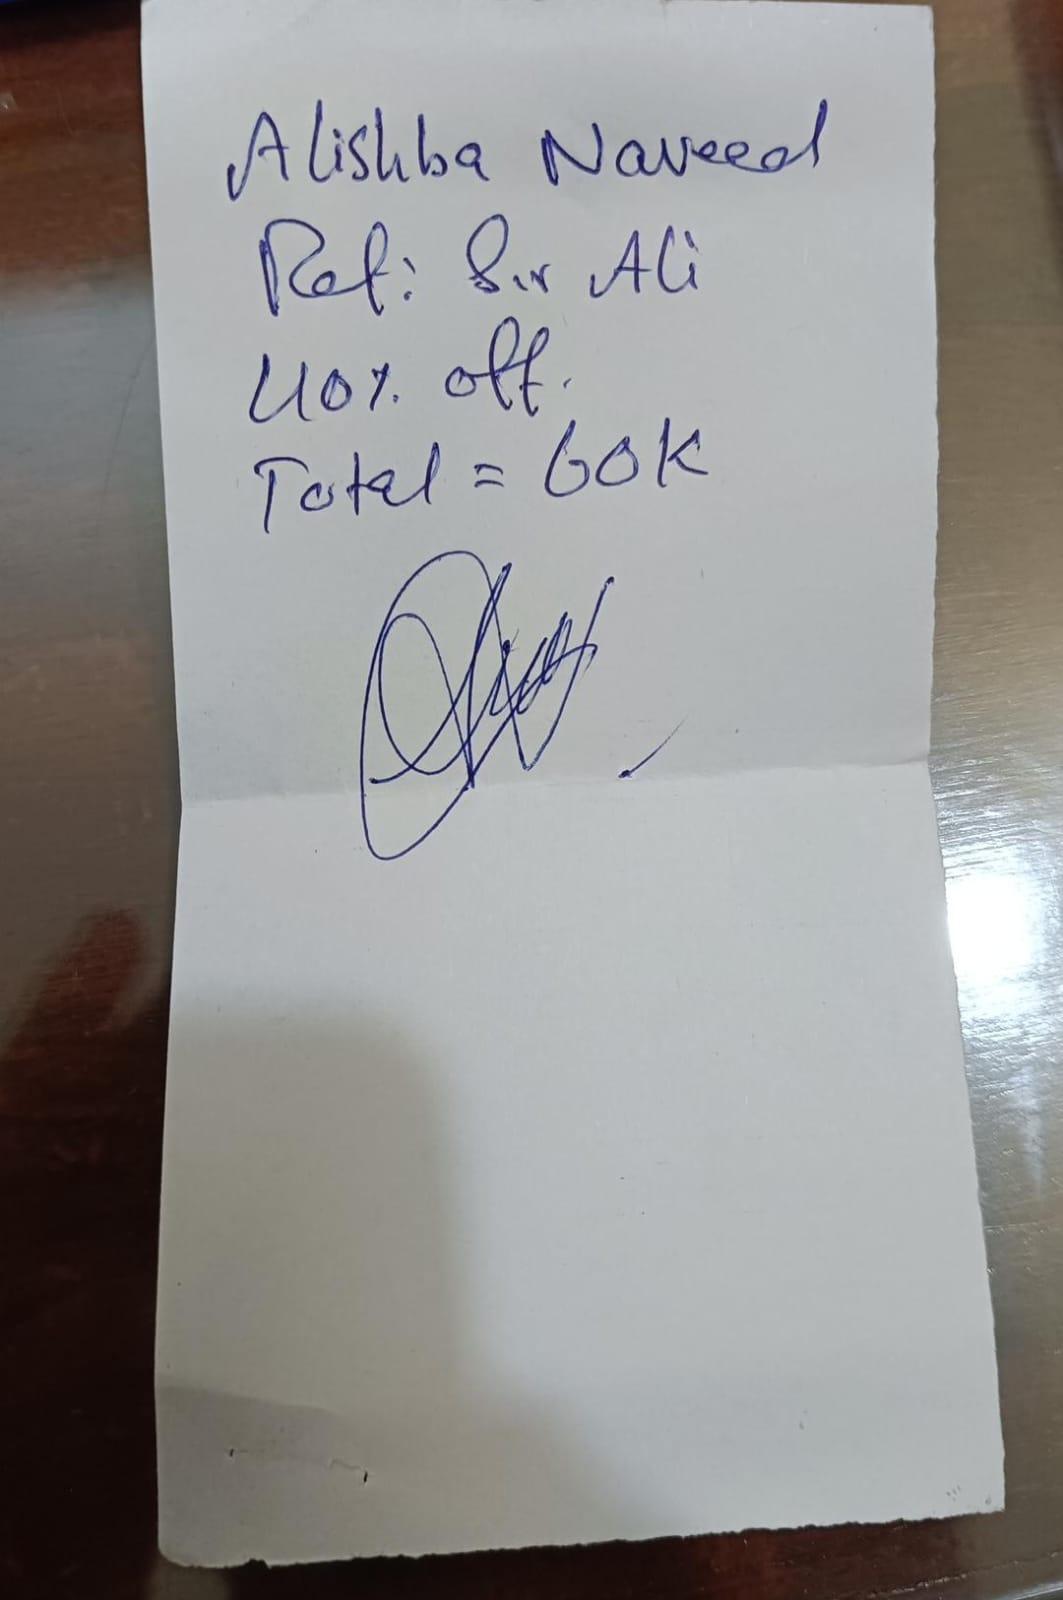 Alishba Naveed
Ref: Sir Ali
40% off.
Total = 60K